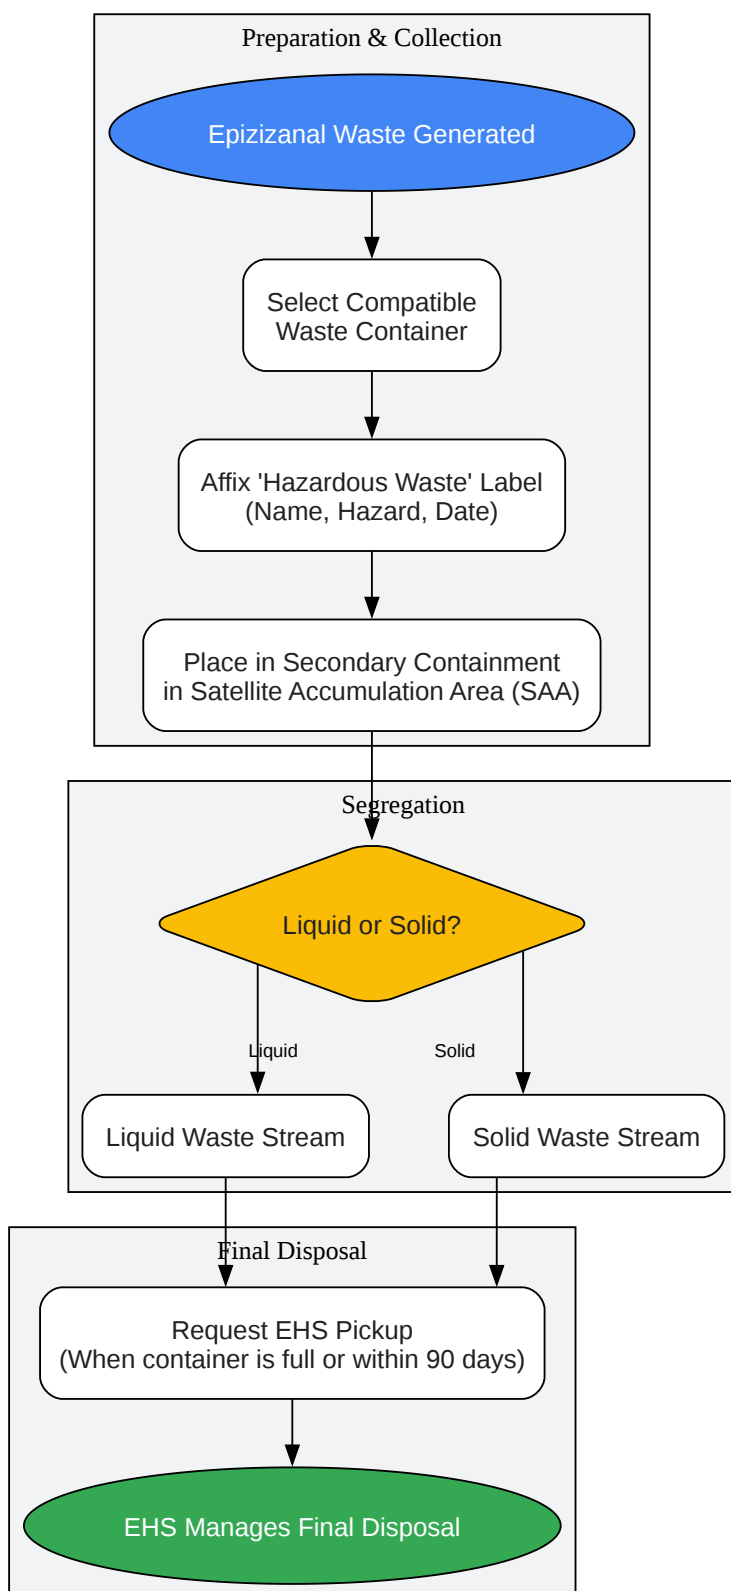 Preparation & Collection
Epizizanal Waste Generated
Select Compatible
Waste Container
Affix 'Hazardous Waste' Label
(Name, Hazard, Date)
Place in Secondary Containment
in Satellite Accumulation Area (SAA)
Segregation
Liquid or Solid?
Liquid
Solid
Liquid Waste Stream
Solid Waste Stream
Final Disposal
Request EHS Pickup
(When container is full or within 90 days)
EHS Manages Final Disposal